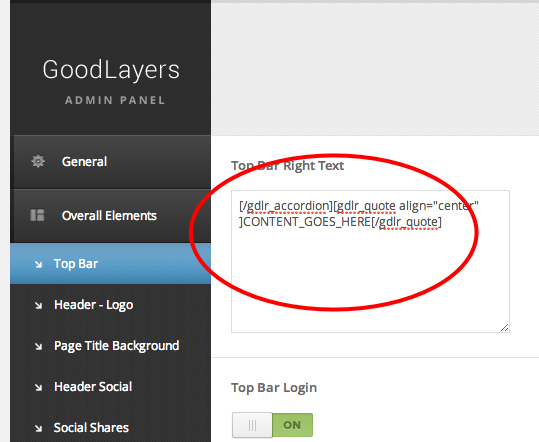 GoodLayers
ADMIN PANEL
General
Overall Elements
Top Bar
Header - Logo
Page Title Background
Header Social
Social Shares
Top Bar Right Text
[/gdlr_accordion][gdlr_quote align="center"
]CONTENT_GOES_HERE[/gdlr_quote]
Top Bar Login
ON